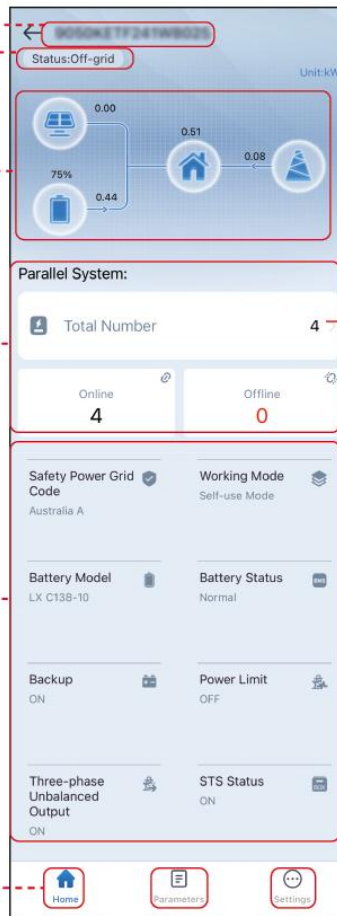 Status:Off-grid
Unit:kW
0.00
0.51
75%
0.08
0.44
Parallel System:
Total Number
4
Online
4
Offline
0
Safety Power Grid
Code
Australia A
Working Mode
Self-use Mode
Battery Model
LX C138-10
Battery Status
Normal
Backup
ON
Power Limit
OFF
Three-phase
Unbalanced
Output
ON
STS Status
ON
Home
Parameters
Settings